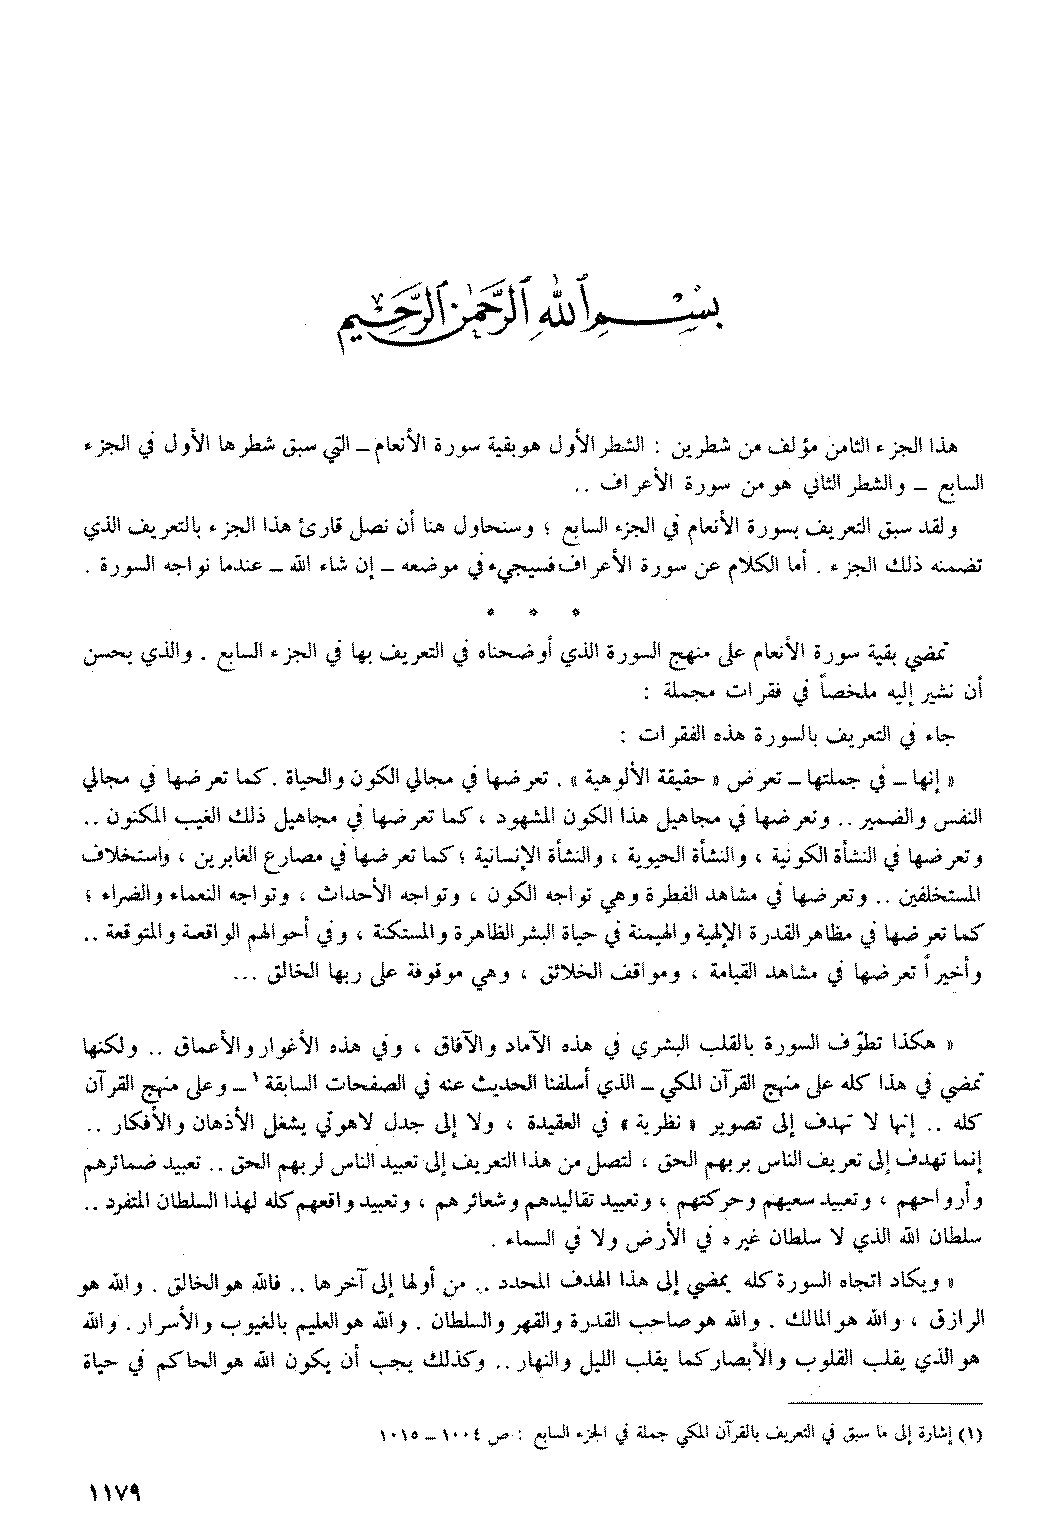 بسم الله الرحمن الرحيم
هذا الجزء الثامن مؤلف من شطرين : الشطر الأول هو بقية سورة الأنعام ــ التي سبق شطرها الأول في الجزء
السابع ــ والشطر الثاني هو من سورة الأعراف ..
ولقد سبق التعريف بسورة الأنعام في الجزء السابع ؛ وسنحاول هنا أن نصل قارئ هذا الجزء بالتعريف الذي
تضمنه ذلك الجزء . أما الكلام عن سورة الأعراف فسيجيء في موضعه ــ إن شاء الله ــ عندما نواجه السورة .
* * *
تمضي بقية سورة الأنعام على منهج السورة الذي أوضحناه في التعريف بها في الجزء السابع . والذي يحسن
أن نشير إليه ملخصاً في فقرات مجملة :
جاء في التعريف بالسورة هذه الفقرات :
« إنها ــ في جملتها ــ تعرض « حقيقة الألوهية » . تعرضها في مجالي الكون والحياة . كما تعرضها في مجالي
النفس والضمير .. وتعرضها في مجاهيل هذا الكون المشهود ، كما تعرضها في مجاهيل ذلك الغيب المكنون ..
وتعرضها في النشأة الكونية ، والنشأة الحيوية ، والنشأة الإنسانية ؛ كما تعرضها في مصارع الغابرين ، واستخلاف
المستخلفين .. وتعرضها في مشاهد الفطرة وهي تواجه الكون ، وتواجه الأحداث ، وتواجه النعماء والضراء ؛
كما تعرضها في مظاهر القدرة الإلهية والهيمنة في حياة البشر الظاهرة والمستكنة ، وفي أحوالهم الواقعة والمتوقعة ..
وأخيراً تعرضها في مشاهد القيامة ، ومواقف الخلائق ، وهي موقوفة على ربها الخالق ...
« هكذا تطوّف السورة بالقلب البشري في هذه الآماد والآفاق ، وفي هذه الأغوار والأعماق .. ولكنها
تمضي في هذا كله على منهج القرآن المكي ــ الذي أسلفنا الحديث عنه في الصفحات السابقة ١ ــ وعلى منهج القرآن
كله .. إنها لا تهدف إلى تصوير « نظرية » في العقيدة ، ولا إلى جدل لاهوتي يشغل الأذهان والأفكار ..
إنما تهدف إلى تعريف الناس بربهم الحق ، لتصل من هذا التعريف إلى تعبيد الناس لربهم الحق .. تعبيد ضمائرهم
وأرواحهم ، وتعبيد سعيهم وحركتهم ، وتعبيد تقاليدهم وشعائرهم ، وتعبيد واقعهم كله لهذا السلطان المتفرد ..
سلطان الله الذي لا سلطان غيره في الأرض ولا في السماء .
« ويكاد اتجاه السورة كله يمضي إلى هذا الهدف المحدد .. من أولها إلى آخرها .. فالله هو الخالق . والله هو
الرازق ، والله هو المالك . والله هو صاحب القدرة والقهر والسلطان . والله هو العليم بالغيوب والأسرار . والله
هو الذي يقلب القلوب والأبصار كما يقلب الليل والنهار .. وكذلك يجب أن يكون الله هو الحاكم في حياة
(١) إشارة إلى ما سبق في التعريف بالقرآن المكي جملة في الجزء السابع : ص ١٠٠٤ ــ ١٠١٥
١١٧٩